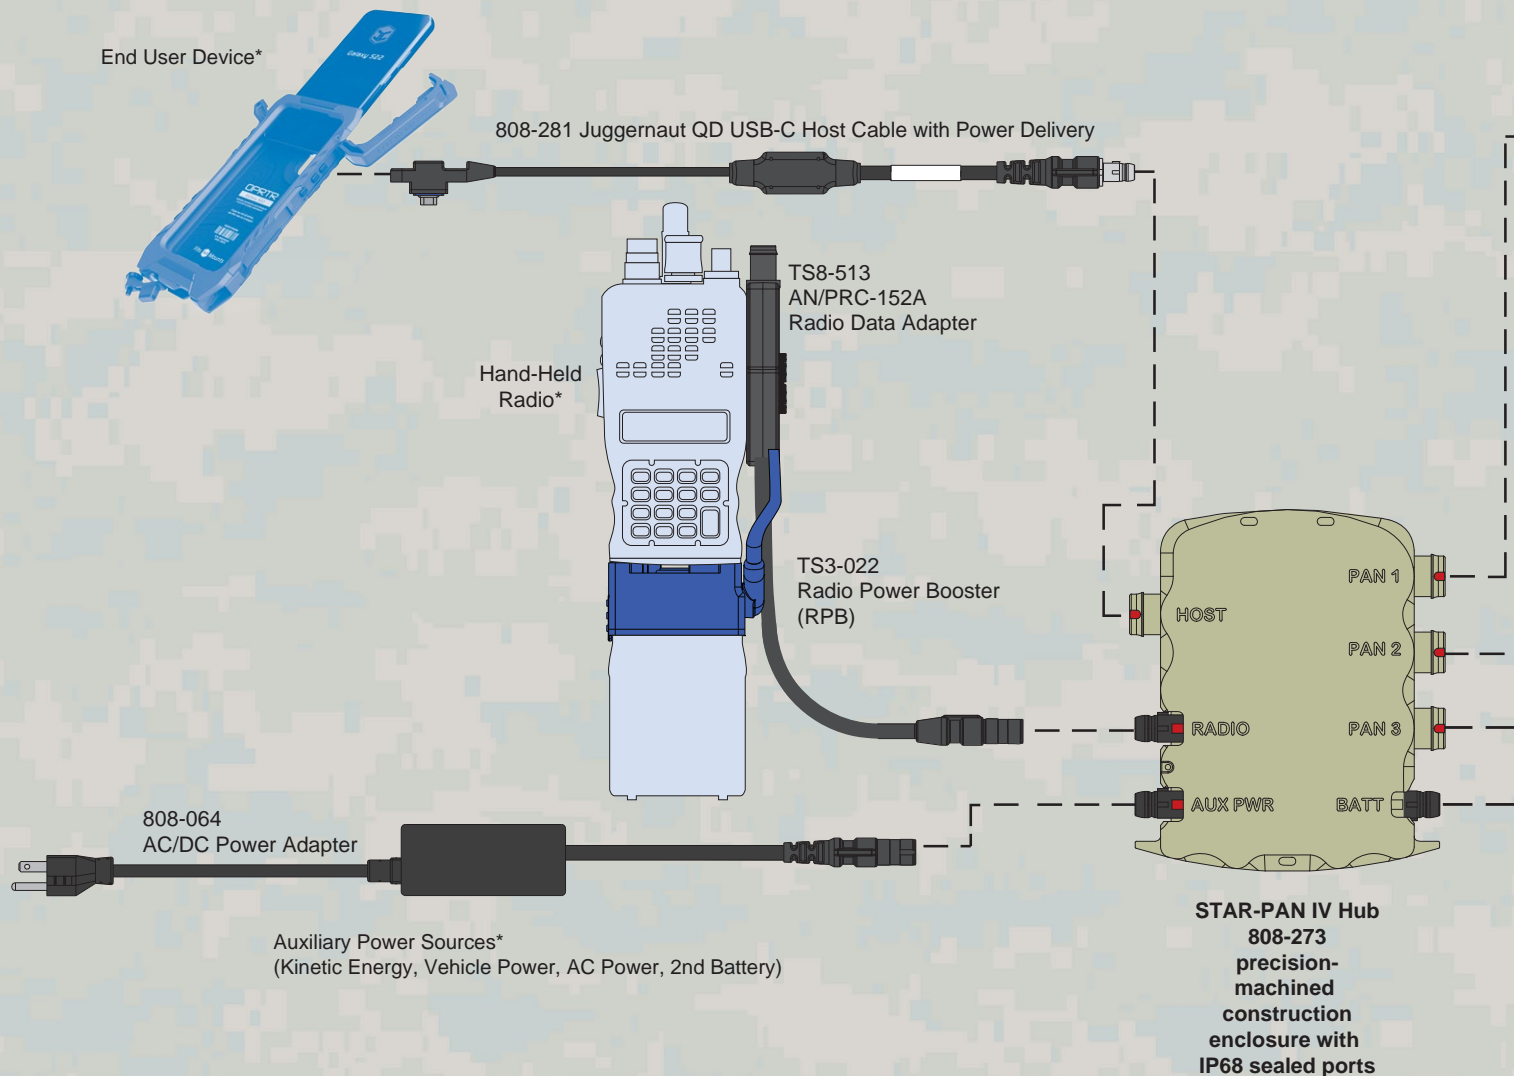 End User Device*
Galaxy S22
OPRTR
808-281 Juggernaut QD USB-C Host Cable with Power Delivery
TS8-513
AN/PRC-152A
Radio Data Adapter
Hand-Held
Radio*
TS3-022
Radio Power Booster
(RPB)
PAN 1
HOST
PAN 2
RADIO
PAN 3
AUX PWR
BATT
808-064
AC/DC Power Adapter
Auxiliary Power Sources*
(Kinetic Energy, Vehicle Power, AC Power, 2nd Battery)
STAR-PAN IV Hub
808-273
precision-
machined
construction
enclosure with
IP68 sealed ports